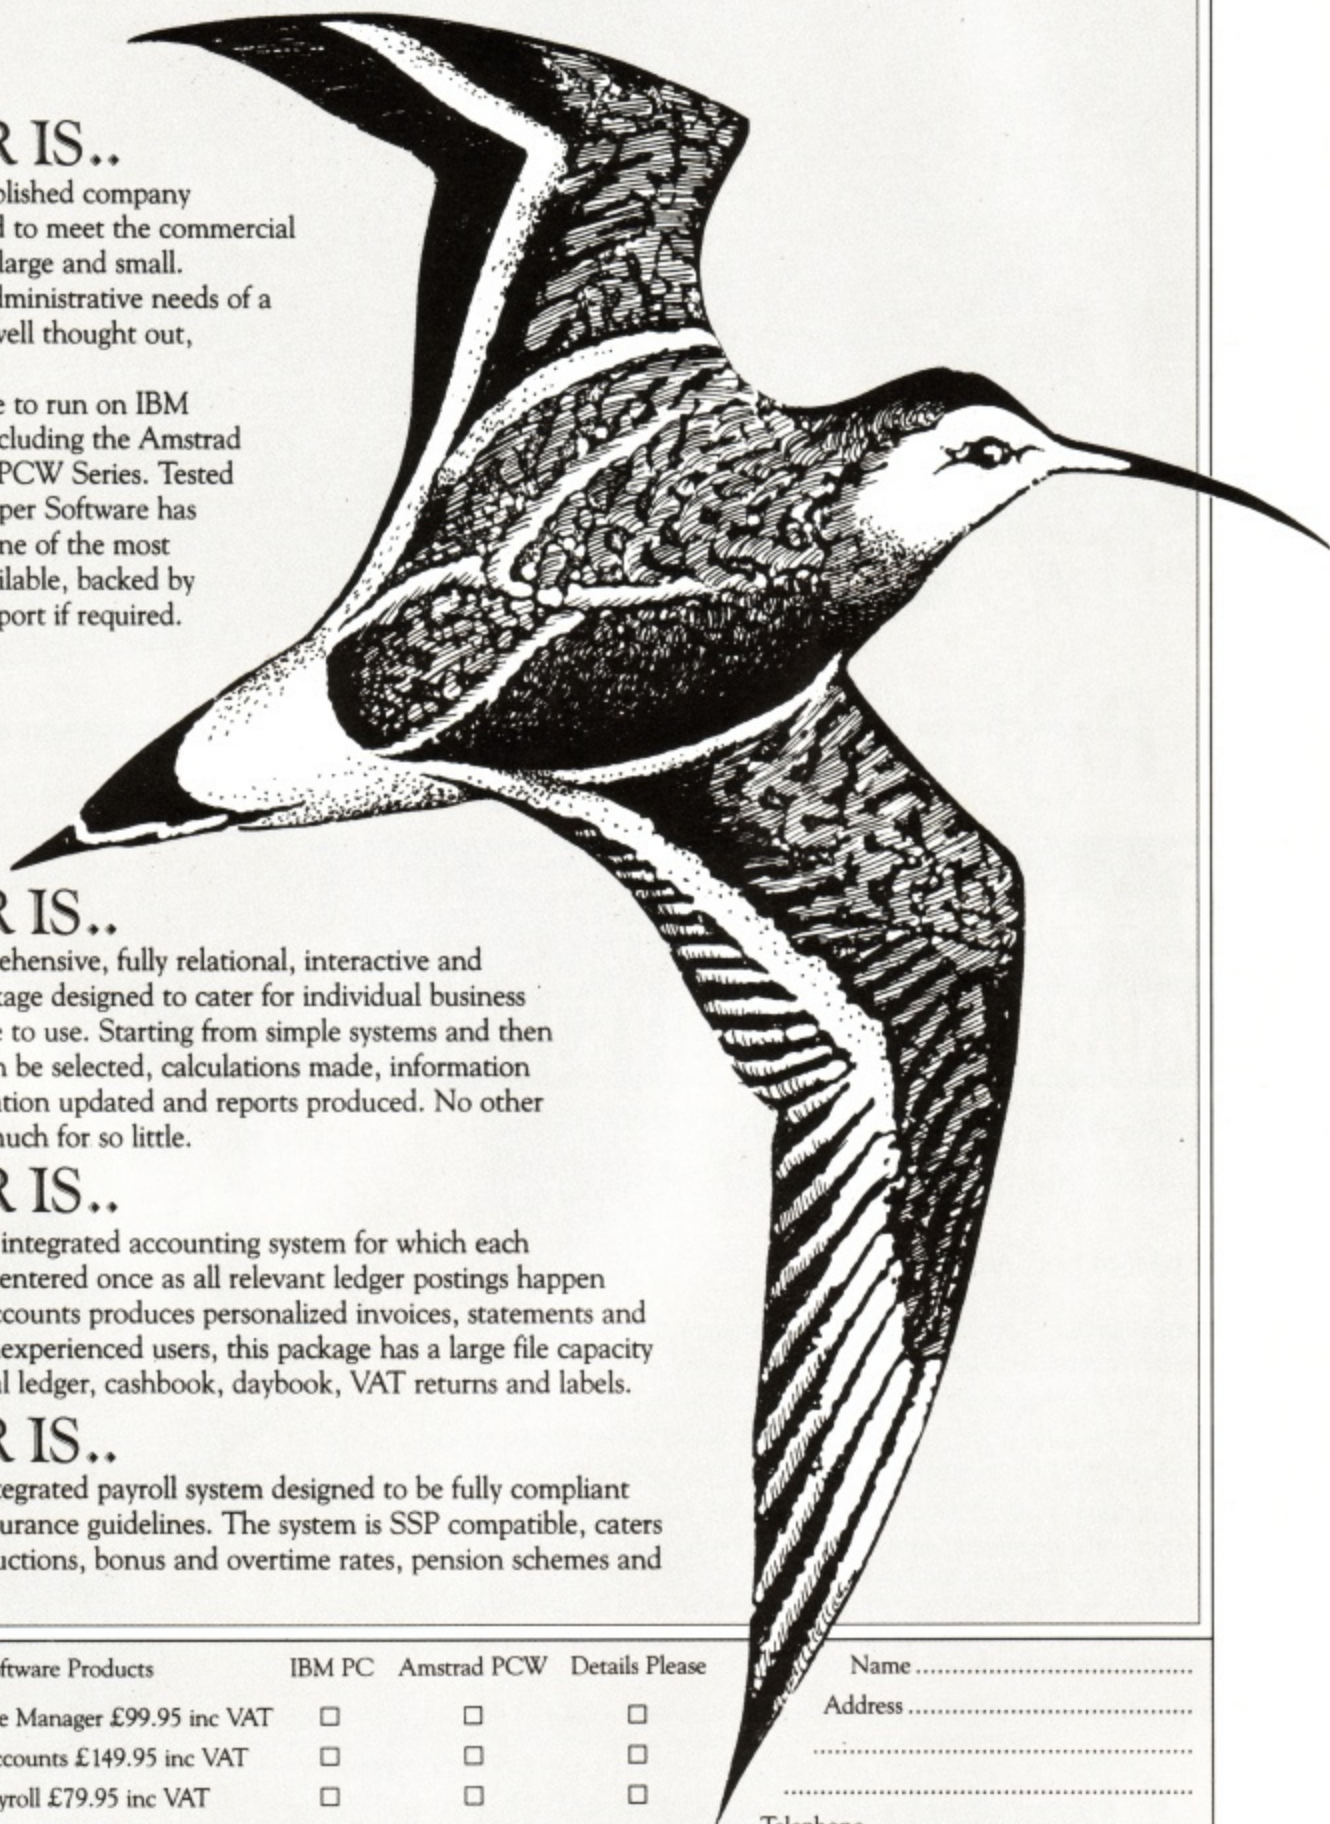 R IS..
blished company
d to meet the commercial
large and small.
dministrative needs of a
well thought out,
e to run on IBM
cluding the Amstrad
PCW Series. Tested
per Software has
ne of the most
ilable, backed by
port if required.
R IS..
ehensive, fully relational, interactive and
kage designed to cater for individual business
e to use. Starting from simple systems and then
n be selected, calculations made, information
ation updated and reports produced. No other
much for so little.
R IS..
integrated accounting system for which each
entered once as all relevant ledger postings happen
ccounts produces personalized invoices, statements and
experienced users, this package has a large file capacity
al ledger, cashbook, daybook, VAT returns and labels.
R IS..
tegrated payroll system designed to be fully compliant
urance guidelines. The system is SSP compatible, caters
uctions, bonus and overtime rates, pension schemes and
ftware Products IBM PC Amstrad PCW Details Please
e Manager £99.95 inc VAT
ccounts £149.95 inc VAT
yroll £79.95 inc VAT
Name
Address
Telephone